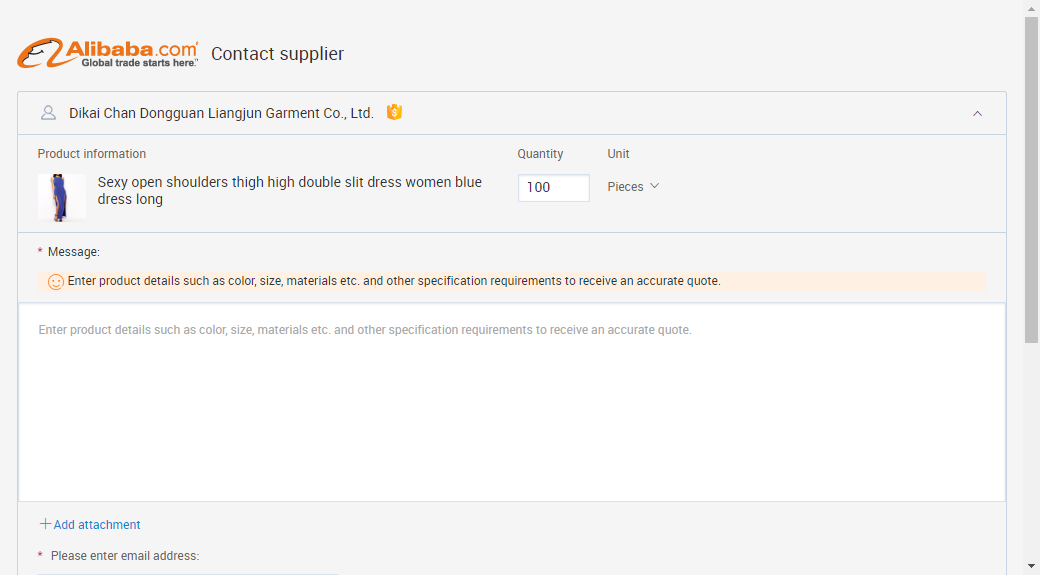 Alibaba.com
Global trade starts here.
Contact supplier
Dikai Chan Dongguan Liangjun Garment Co., Ltd.
Product information
Quantity
Unit
Sexy open shoulders thigh high double slit dress women blue
dress long
100
Pieces
* Message:
Enter product details such as color, size, materials etc. and other specification requirements to receive an accurate quote.
Enter product details such as color, size, materials etc. and other specification requirements to receive an accurate quote.
Add attachment
* Please enter email address: